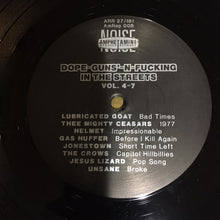 ARR 27/181
AmRep 008
NOISE
AMPHETAMINE
NOISE
DOPE-GUNS'-N-FUCKING
IN THE STREETS
VOL. 4-7
LUBRICATED GOAT Bad Times
THEE MIGHTY CEASARS 1977
HELMET Impressionable
GAS HUFFER Before I Kill Again
JONESTOWN Short Time Left
THE CROWS Capitol Hillbillies
JESUS LIZARD Pop Song
UNSANE Broke